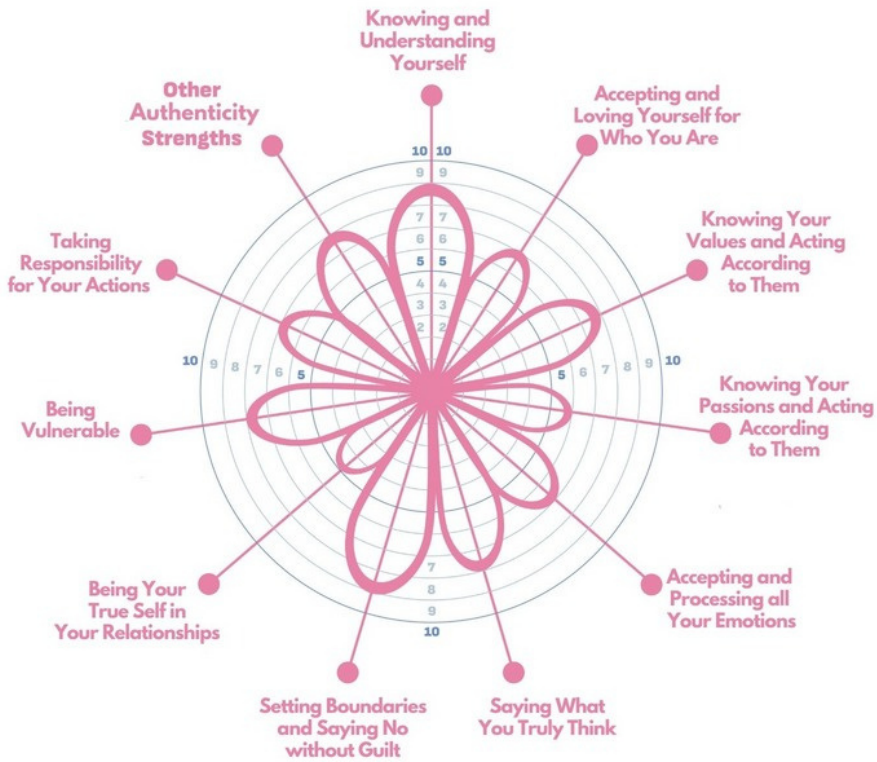 Knowing and
Understanding
Yourself
Other
Authenticity
Strengths
Accepting and
Loving Yourself for
Who You Are
10 10
9 9
7 7
6 6
5 5
4 4
3 3
2 2
Taking
Responsibility
for Your Actions
Knowing Your
Values and Acting
According
to Them
10 9 8 7 6 5
5 6 7 8 9 10
Being
Vulnerable
Knowing Your
Passions and Acting
According
to Them
7
8
9
10
Being Your
True Self in
Your Relationships
Accepting and
Processing all
Your Emotions
Setting Boundaries
and Saying No
without Guilt
Saying What
You Truly Think